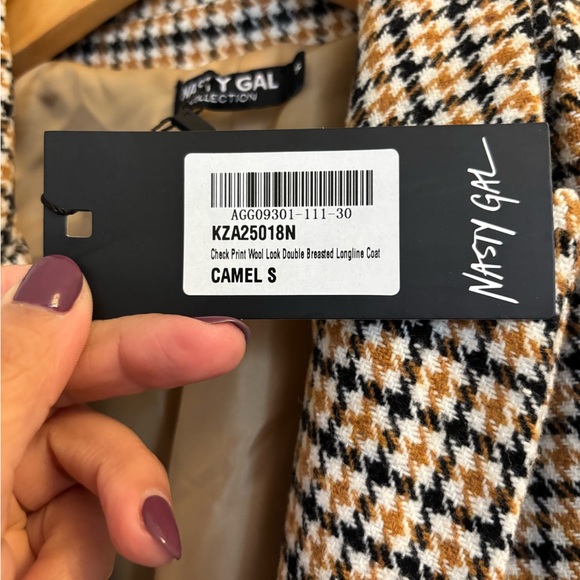 NASTY GAL
COLLECTION
AGG09301-111-30
KZA25018N
Check Print Wool Look Double Breasted Longline Coat
CAMEL S
NASTY GAL